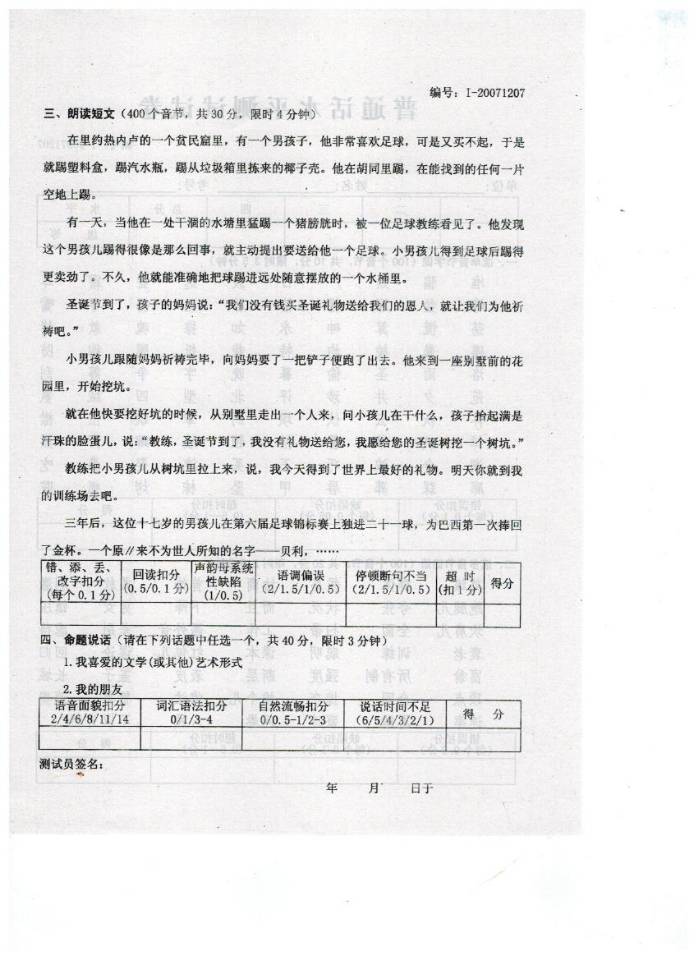 编号：I-20071207
三、朗读短文（400个音节，共30分，限时4分钟）
在里约热内卢的一个贫民窟里，有一个男孩子，他非常喜欢足球，可是又买不起，于是
就踢塑料盒，踢汽水瓶，踢从垃圾箱里拣来的椰子壳。他在胡同里踢，在能找到的任何一片
空地上踢。
有一天，当他在一处干涸的水塘里猛踢一个猪膀胱时，被一位足球教练看见了。他发现
这个男孩儿踢得很像是那么回事，就主动提出要送给他一个足球。小男孩儿得到足球后踢得
更卖劲了。不久，他就能准确地把球踢进远处随意摆放的一个水桶里。
圣诞节到了，孩子的妈妈说：“我们没有钱买圣诞礼物送给我们的恩人，就让我们为他祈
祷吧。”
小男孩儿跟随妈妈祈祷完毕，向妈妈要了一把铲子便跑了出去。他来到一座别墅前的花
园里，开始挖坑。
就在他快要挖好坑的时候，从别墅里走出一个人来，问小孩儿在干什么，孩子抬起满是
汗珠的脸蛋儿，说：“教练，圣诞节到了，我没有礼物送给您，我愿给您的圣诞树挖一个树坑。”
教练把小男孩儿从树坑里拉上来，说，我今天得到了世界上最好的礼物。明天你就到我
的训练场去吧。
三年后，这位十七岁的男孩儿在第六届足球锦标赛上独进二十一球，为巴西第一次捧回
了金杯。一个原∥来不为世人所知的名字——贝利，……
错、添、丢、改字扣分（每个0.1分） 回读扣分（0.5/0.1分） 声韵母系统性缺陷（1/0.5） 语调偏误（2/1.5/1/0.5） 停顿断句不当（2/1.5/1/0.5） 超 时（扣1分） 得分
四、命题说话（请在下列话题中任选一个，共40分，限时3分钟）
1.我喜爱的文学(或其他)艺术形式
2.我的朋友
语音面貌扣分 2/4/6/8/11/14 词汇语法扣分 0/1/3-4 自然流畅扣分 0/0.5-1/2-3 说话时间不足（6/5/4/3/2/1） 得 分
测试员签名：
年 月 日于